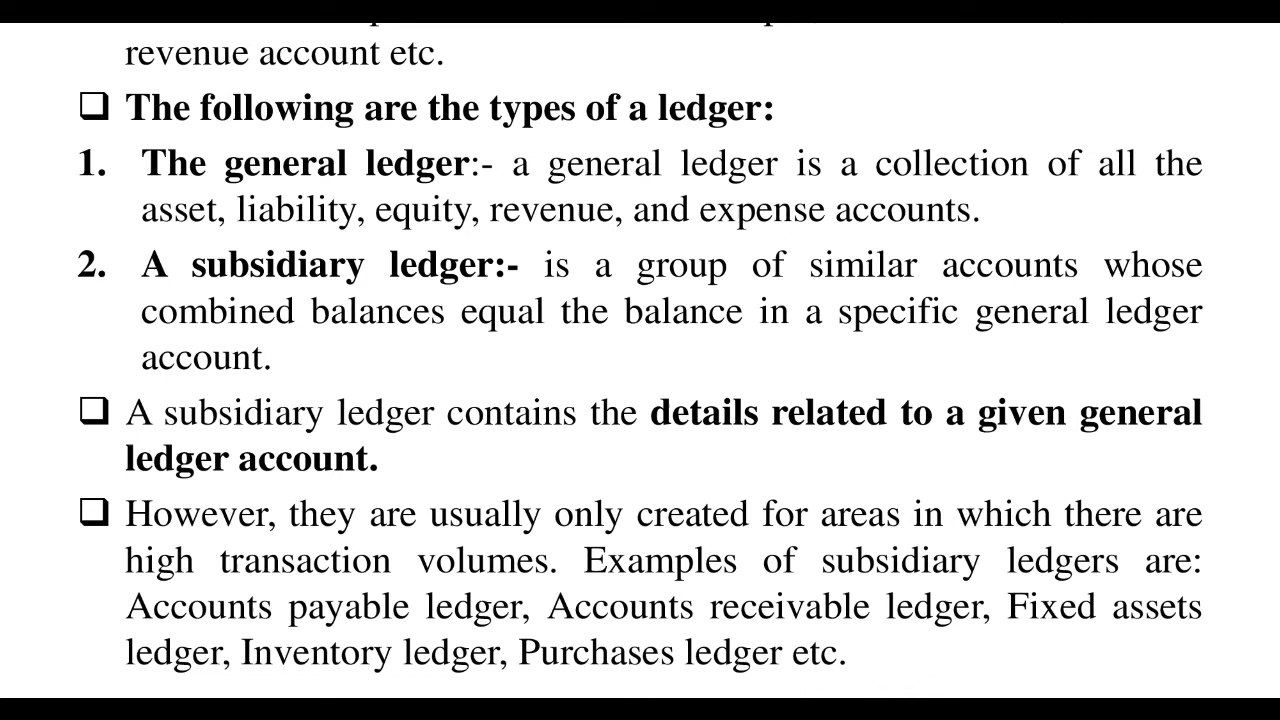 revenue account etc.
❑ The following are the types of a ledger:
1. The general ledger:- a general ledger is a collection of all the
asset, liability, equity, revenue, and expense accounts.
2. A subsidiary ledger:- is a group of similar accounts whose
combined balances equal the balance in a specific general ledger
account.
❑ A subsidiary ledger contains the details related to a given general
ledger account.
❑ However, they are usually only created for areas in which there are
high transaction volumes. Examples of subsidiary ledgers are:
Accounts payable ledger, Accounts receivable ledger, Fixed assets
ledger, Inventory ledger, Purchases ledger etc.